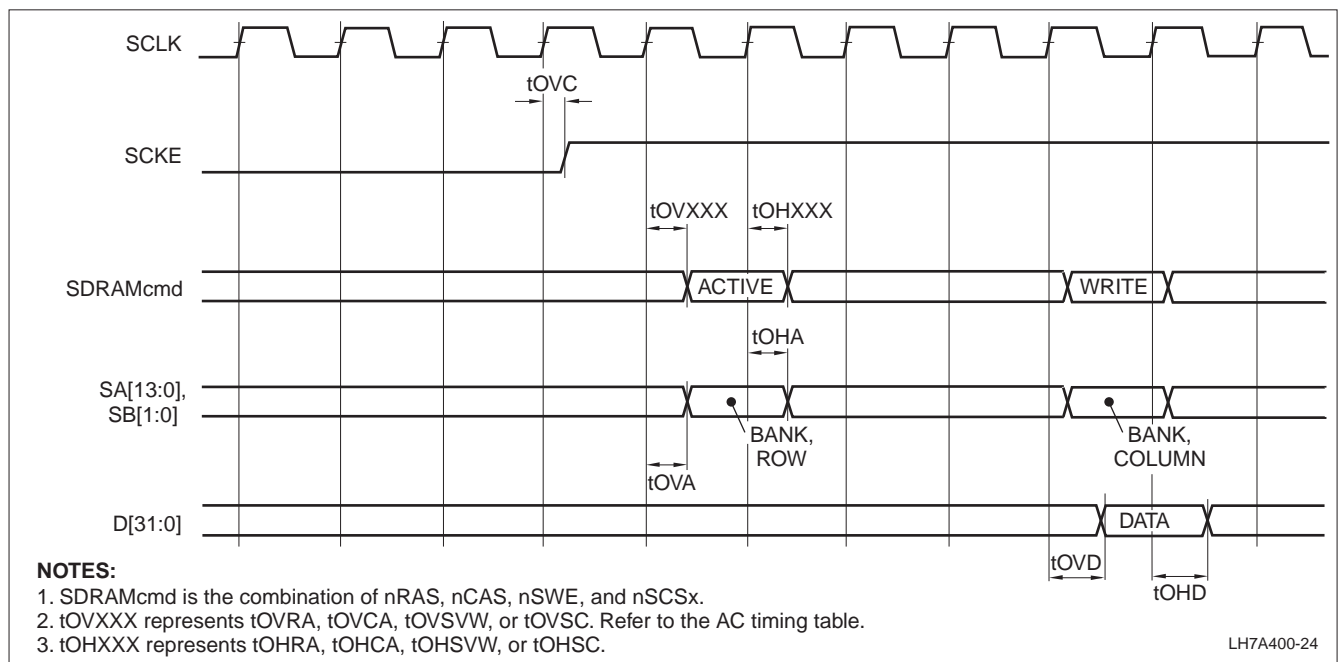 SCLK
tOVC
SCKE
tOVXXX
tOHXXX
SDRAMcmd
ACTIVE
WRITE
tOHA
SA[13:0],
SB[1:0]
BANK,
ROW
BANK,
COLUMN
tOVA
D[31:0]
DATA
tOVD
tOHD
NOTES:
1. SDRAMcmd is the combination of nRAS, nCAS, nSWE, and nSCSx.
2. tOVXXX represents tOVRA, tOVCA, tOVSVW, or tOVSC. Refer to the AC timing table.
3. tOHXXX represents tOHRA, tOHCA, tOHSVW, or tOHSC.
LH7A400-24